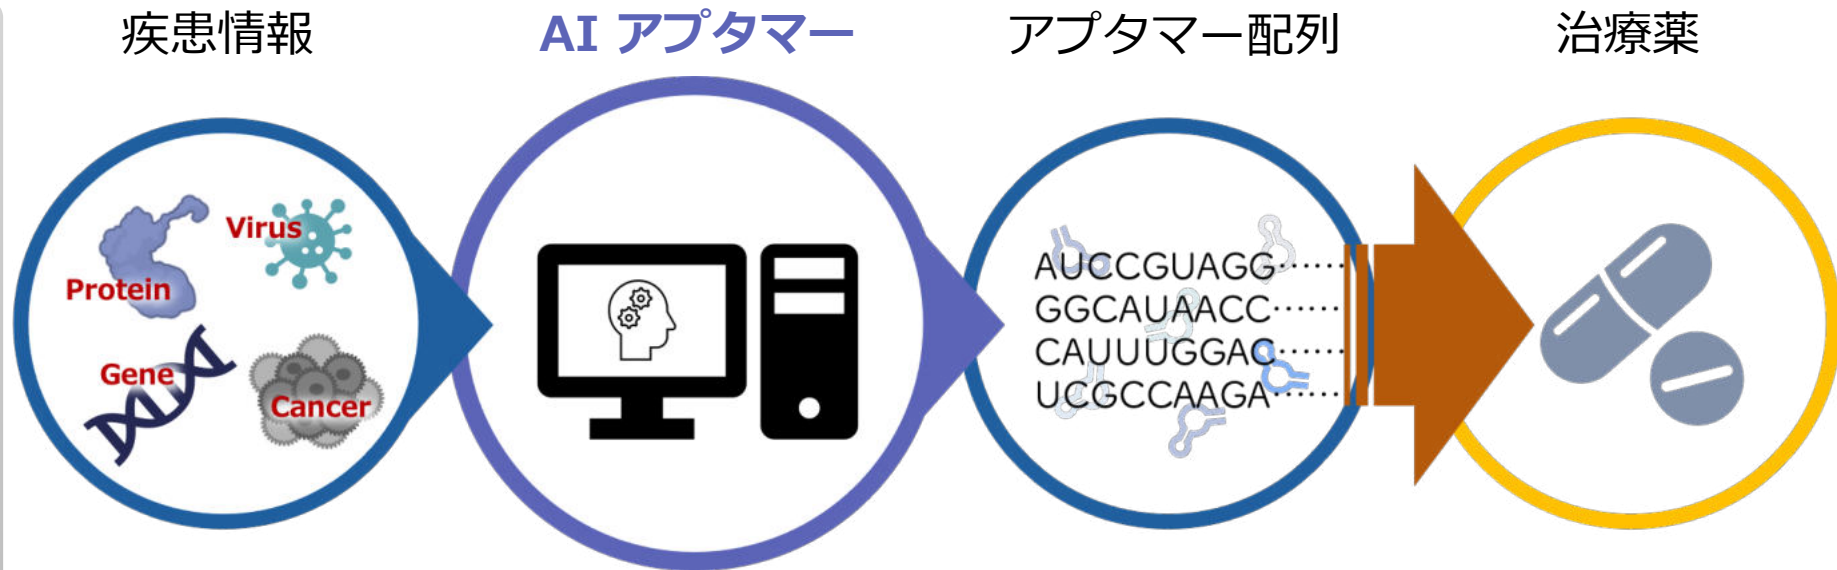 疾患情報
AI アプタマー
アプタマー配列
治療薬
Virus
Protein
Gene
Cancer
AUCCGUAGG······
GGCAUAACC······
CAUUUGGAC······
UCGCCAAGA······